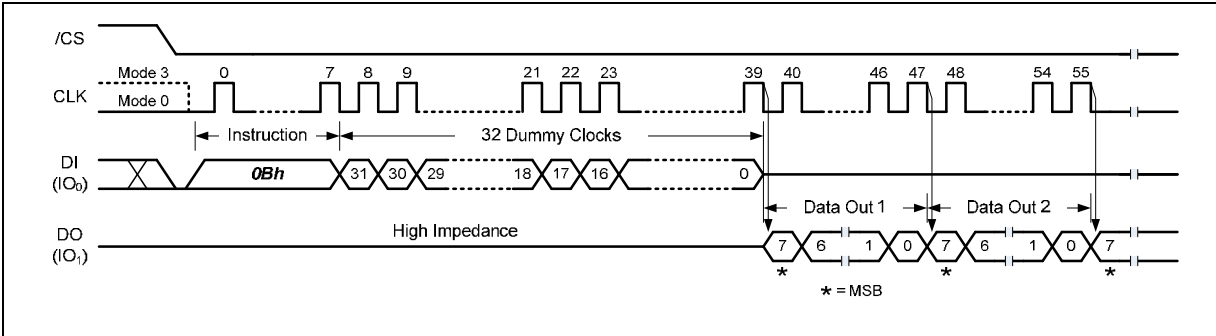 /CS
Mode 3 0 7 8 9 21 22 23 39 40 46 47 48 54 55
CLK
Mode 0
Instruction 32 Dummy Clocks
DI
(IO₀)
0Bh 31 30 29 18 17 16 0
Data Out 1 Data Out 2
DO
(IO₁)
High Impedance
7 6 1 0 7 6 1 0 7
* * *
* = MSB